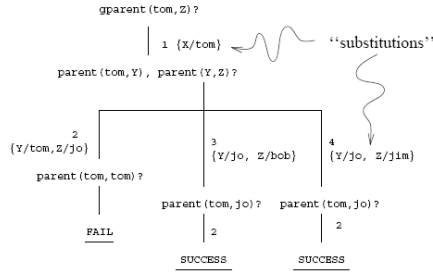 gparent(tom,Z)?
1 {X/tom}
“substitutions”
parent(tom,Y), parent(Y,Z)?
2
{Y/tom,Z/jo}
3
{Y/jo, Z/bob}
4
{Y/jo, Z/jim}
parent(tom,tom)?
parent(tom,jo)? parent(tom,jo)?
FAIL
2
2
SUCCESS
SUCCESS